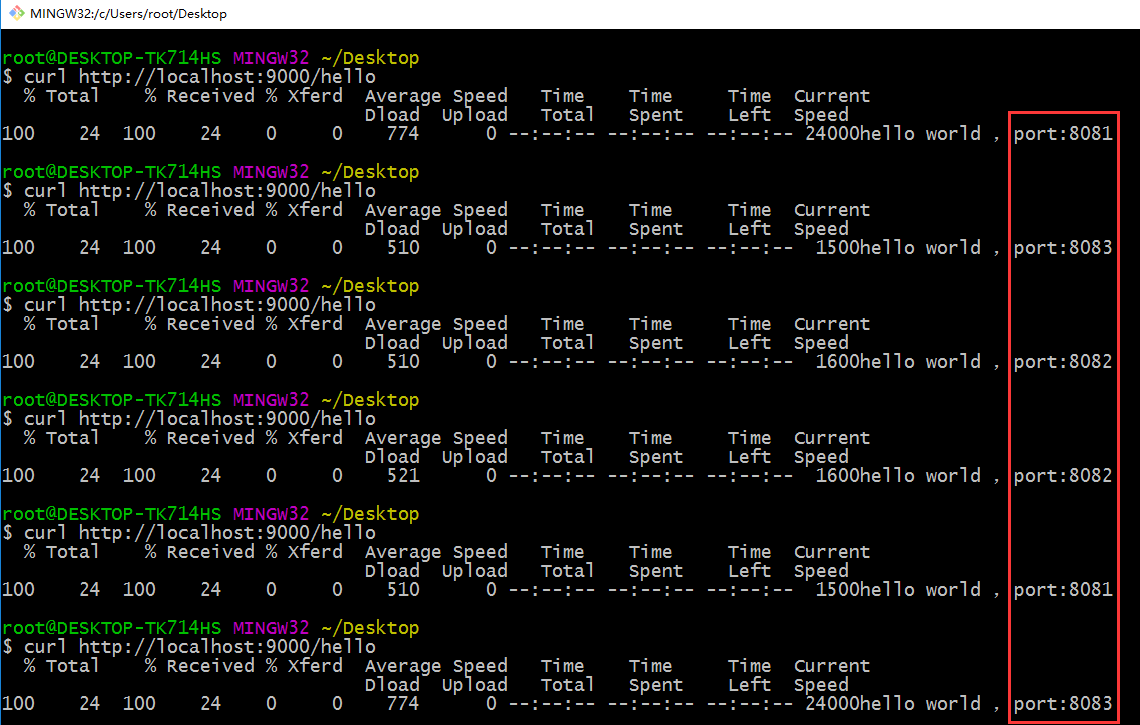 MINGW32:/c/Users/root/Desktop
root@DESKTOP-TK714HS MINGW32 ~/Desktop
$ curl http://localhost:9000/hello
% Total % Received % Xferd Average Speed Time Time Time Current
Dload Upload Total Spent Left Speed
100 24 100 24 0 0 774 0 --:--:-- --:--:-- --:--:-- 24000hello world , port:8081
root@DESKTOP-TK714HS MINGW32 ~/Desktop
$ curl http://localhost:9000/hello
% Total % Received % Xferd Average Speed Time Time Time Current
Dload Upload Total Spent Left Speed
100 24 100 24 0 0 510 0 --:--:-- --:--:-- --:--:-- 1500hello world , port:8083
root@DESKTOP-TK714HS MINGW32 ~/Desktop
$ curl http://localhost:9000/hello
% Total % Received % Xferd Average Speed Time Time Time Current
Dload Upload Total Spent Left Speed
100 24 100 24 0 0 510 0 --:--:-- --:--:-- --:--:-- 1600hello world , port:8082
root@DESKTOP-TK714HS MINGW32 ~/Desktop
$ curl http://localhost:9000/hello
% Total % Received % Xferd Average Speed Time Time Time Current
Dload Upload Total Spent Left Speed
100 24 100 24 0 0 521 0 --:--:-- --:--:-- --:--:-- 1600hello world , port:8082
root@DESKTOP-TK714HS MINGW32 ~/Desktop
$ curl http://localhost:9000/hello
% Total % Received % Xferd Average Speed Time Time Time Current
Dload Upload Total Spent Left Speed
100 24 100 24 0 0 510 0 --:--:-- --:--:-- --:--:-- 1500hello world , port:8081
root@DESKTOP-TK714HS MINGW32 ~/Desktop
$ curl http://localhost:9000/hello
% Total % Received % Xferd Average Speed Time Time Time Current
Dload Upload Total Spent Left Speed
100 24 100 24 0 0 774 0 --:--:-- --:--:-- --:--:-- 24000hello world , port:8083